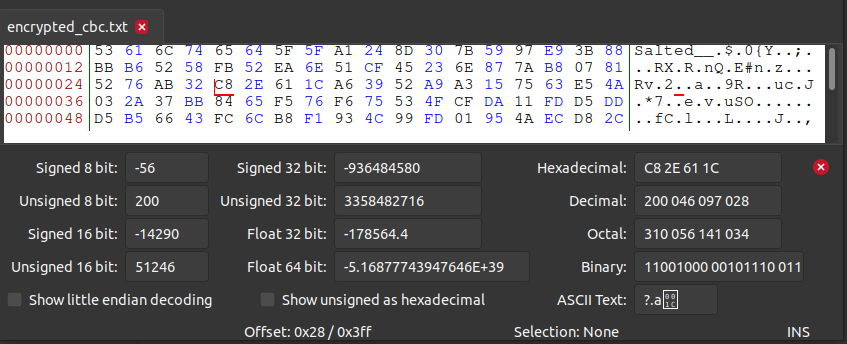 encrypted_cbc.txt
00000000 53 61 6C 74 65 64 5F 5F A1 24 8D 30 7B 59 97 E9 3B 88 Salted__.$.0{Y..;.
00000012 BB B6 52 58 FB 52 EA 6E 51 CF 45 23 6E 87 7A B8 07 81 ..RX.R.nQ.E#n.z...
00000024 52 76 AB 32 C8 2E 61 1C A6 39 52 A9 A3 15 75 63 E5 4A Rv.2..a..9R...uc.J
00000036 03 2A 37 BB 84 65 F5 76 F6 75 53 4F CF DA 11 FD D5 DD .*7..e.v.uSO......
00000048 D5 B5 66 43 FC 6C B8 F1 93 4C 99 FD 01 95 4A EC D8 2C ..fC.l...L....J..,
Signed 8 bit: -56 Signed 32 bit: -936484580 Hexadecimal: C8 2E 61 1C
Unsigned 8 bit: 200 Unsigned 32 bit: 3358482716 Decimal: 200 046 097 028
Signed 16 bit: -14290 Float 32 bit: -178564.4 Octal: 310 056 141 034
Unsigned 16 bit: 51246 Float 64 bit: -5.16877743947646E+39 Binary: 11001000 00101110 011
Show little endian decoding Show unsigned as hexadecimal ASCII Text: ?.a
Offset: 0x28 / 0x3ff Selection: None INS